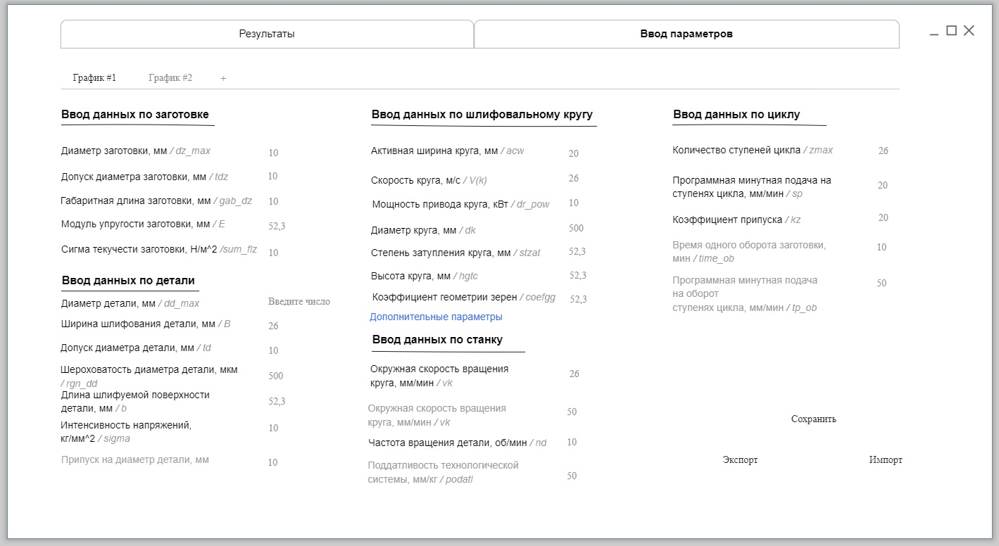 Результаты
Ввод параметров
График #1
График #2
+
Ввод данных по заготовке
Диаметр заготовки, мм / dz_max
10
Допуск диаметра заготовки, мм / tdz
10
Габаритная длина заготовки, мм / gab_dz
10
Модуль упругости заготовки, мм / E
52,3
Сигма текучести заготовки, Н/м^2 /sum_flz
10
Ввод данных по детали
Диаметр детали, мм / dd_max
Введите число
Ширина шлифования детали, мм / B
26
Допуск диаметра детали, мм / td
10
Шероховатость диаметра детали, мкм
/ rgn_dd
500
Длина шлифуемой поверхности
детали, мм / b
52,3
Интенсивность напряжений,
кг/мм^2 / sigma
10
Припуск на диаметр детали, мм
10
Ввод данных по шлифовальному кругу
Активная ширина круга, мм / acw
20
Скорость круга, м/с / V(k)
26
Мощность привода круга, кВт / dr_pow
10
Диаметр круга, мм / dk
500
Степень затупления круга, мм / stzat
52,3
Высота круга, мм / hgtc
52,3
Коэффициент геометрии зерен / coefgg
52,3
Дополнительные параметры
Ввод данных по станку
Окружная скорость вращения
круга, мм/мин / vk
26
Окружная скорость вращения
круга, мм/мин / vk
50
Частота вращения детали, об/мин / nd
10
Поддатливость технологической
системы, мм/кг / podatl
50
Ввод данных по циклу
Количество ступеней цикла / zmax
26
Программная минутная подача на
ступенях цикла, мм/мин / sp
20
Коэффициент припуска / kz
20
Время одного оборота заготовки,
мин / time_ob
10
Программная минутная подача
на оборот
ступенях цикла, мм/мин / tp_ob
50
Сохранить
Экспорт
Импорт